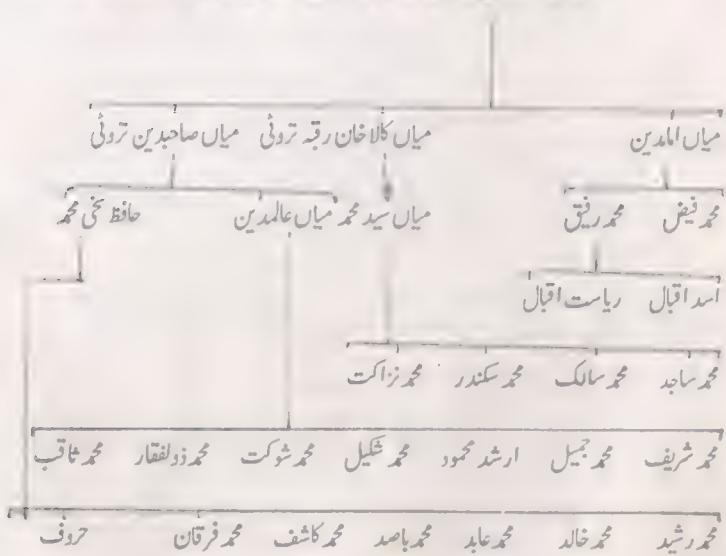 میاں امامدین میاں کالا خان رقبہ تروٹی میاں صاحبدین تروٹی
محمد فیض محمد رفیق میاں سید محمد میاں عالمدین حافظ سخی محمد
اسد اقبال ریاست اقبال
محمد ساجد محمد سالک محمد سکندر محمد نزاکت
محمد شریف محمد جمیل ارشد محمود محمد شکیل محمد شوکت محمد ذولفقار محمد ثاقب
محمد رشید محمد خالد محمد عابد محمد باصد محمد کاشف محمد فرقان حروف